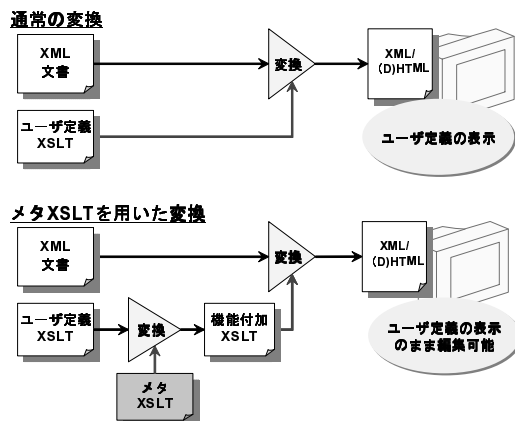 通常の変換
XML
文書
変換
XML/
(D)HTML
ユーザ定義
XSLT
ユーザ定義の表示
メタXSLTを用いた変換
XML
文書
変換
XML/
(D)HTML
ユーザ定義
XSLT
変換
機能付加
XSLT
ユーザ定義の表示
のまま編集可能
メタ
XSLT